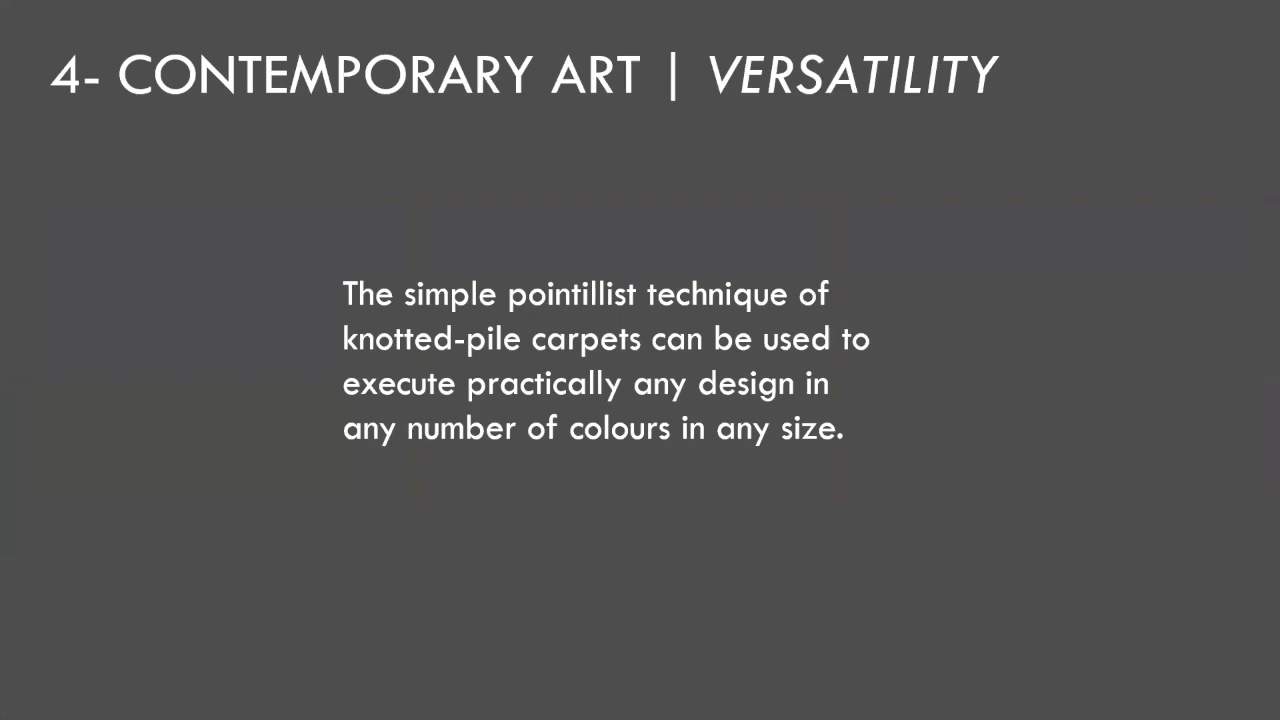 4- CONTEMPORARY ART | VERSATILITY
The simple pointillist technique of
knotted-pile carpets can be used to
execute practically any design in
any number of colours in any size.